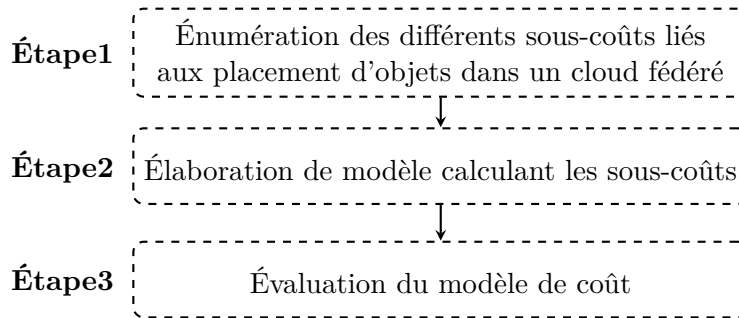 Étape1
Énumération des différents sous-coûts liés
aux placement d'objets dans un cloud fédéré
Étape2
Élaboration de modèle calculant les sous-coûts
Étape3
Évaluation du modèle de coût